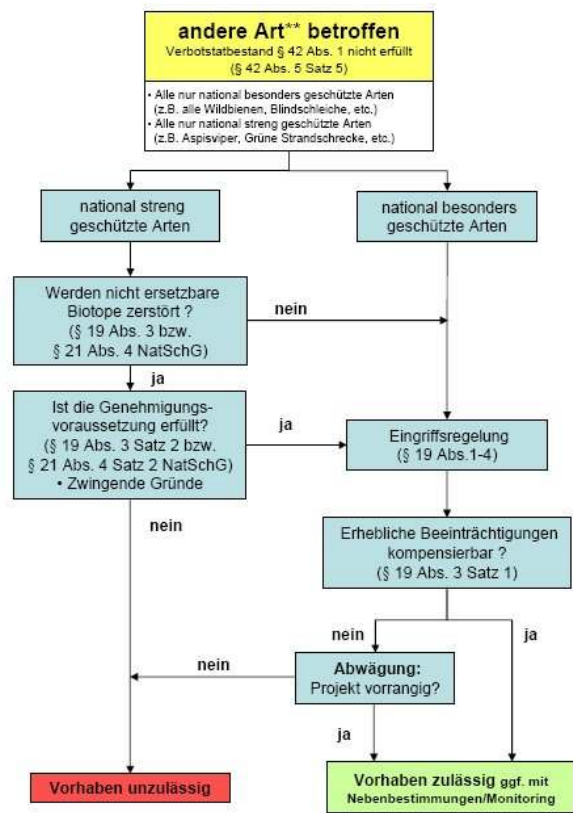 andere Art** betroffen
Verbotstatbestand § 42 Abs. 1 nicht erfüllt
(§ 42 Abs. 5 Satz 5)
• Alle nur national besonders geschützte Arten
(z.B. alle Wildbienen, Blindschleiche, etc.)
• Alle nur national streng geschützte Arten
(z.B. Aspisviper, Grüne Strandschrecke, etc.)
national streng
geschützte Arten
national besonders
geschützte Arten
Werden nicht ersetzbare
Biotope zerstört ?
(§ 19 Abs. 3 bzw.
§ 21 Abs. 4 NatSchG)
nein
ja
Ist die Genehmigungs-
voraussetzung erfüllt?
(§ 19 Abs. 3 Satz 2 bzw.
§ 21 Abs. 4 Satz 2 NatSchG)
• Zwingende Gründe
ja
Eingriffsregelung
(§ 19 Abs.1-4)
nein
Erhebliche Beeinträchtigungen
kompensierbar ?
(§ 19 Abs. 3 Satz 1)
nein
ja
Abwägung:
Projekt vorrangig?
nein
ja
Vorhaben unzulässig
Vorhaben zulässig ggf. mit
Nebenbestimmungen/Monitoring